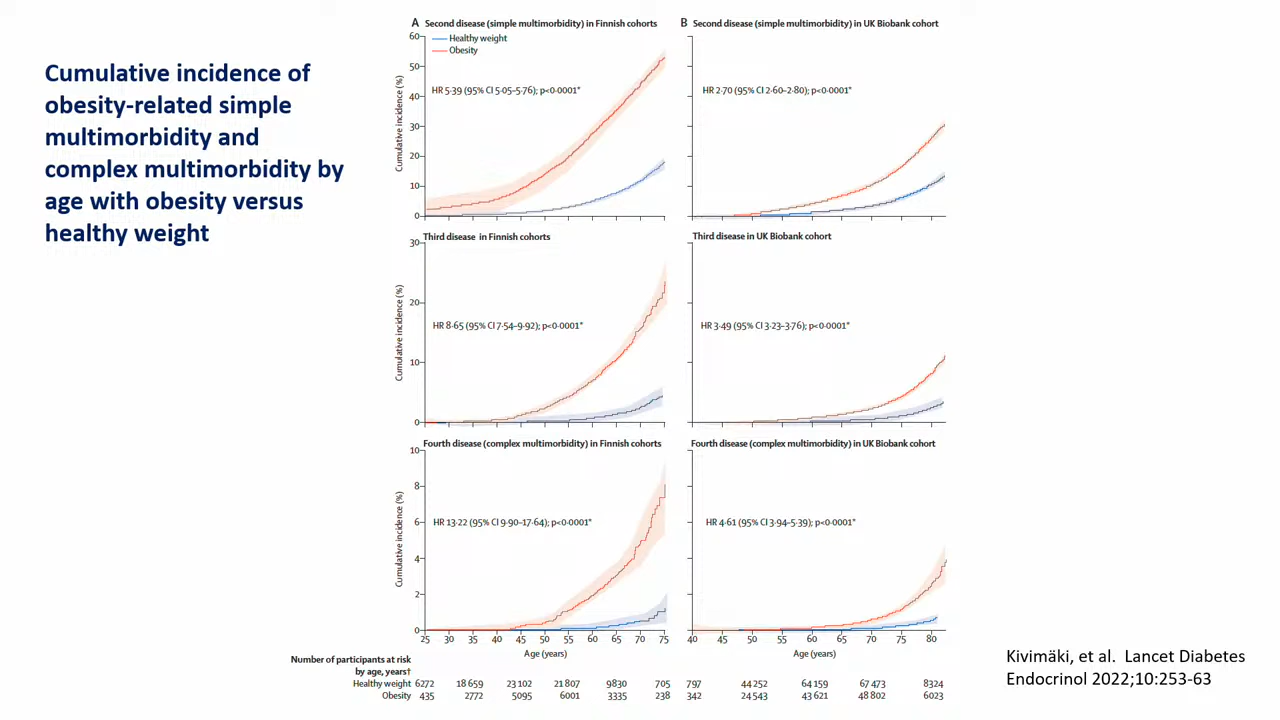 Cumulative incidence of
obesity-related simple
multimorbidity and
complex multimorbidity by
age with obesity versus
healthy weight
A Second disease (simple multimorbidity) in Finnish cohorts
Healthy weight
Obesity
HR 5·39 (95% CI 5·05–5·76); p<0·0001*
Cumulative incidence (%)
60
50
40
30
20
10
0
B Second disease (simple multimorbidity) in UK Biobank cohort
HR 2·70 (95% CI 2·60–2·80); p<0·0001*
Third disease in Finnish cohorts
HR 8·65 (95% CI 7·54–9·92); p<0·0001*
Cumulative incidence (%)
30
20
10
0
Third disease in UK Biobank cohort
HR 3·49 (95% CI 3·23–3·76); p<0·0001*
Fourth disease (complex multimorbidity) in Finnish cohorts
HR 13·22 (95% CI 9·90–17·64); p<0·0001*
Cumulative incidence (%)
10
8
6
4
2
0
25 30 35 40 45 50 55 60 65 70 75
Age (years)
Fourth disease (complex multimorbidity) in UK Biobank cohort
HR 4·61 (95% CI 3·94–5·39); p<0·0001*
40 45 50 55 60 65 70 75 80
Age (years)
Number of participants at risk
by age, years†
Healthy weight 6272 18 659 23 102 21 807 9830 705 797 44 252 64 159 67 473 8324
Obesity 435 2772 5095 6001 3335 238 342 24 543 43 621 48 802 6023
Kivimäki, et al. Lancet Diabetes
Endocrinol 2022;10:253-63